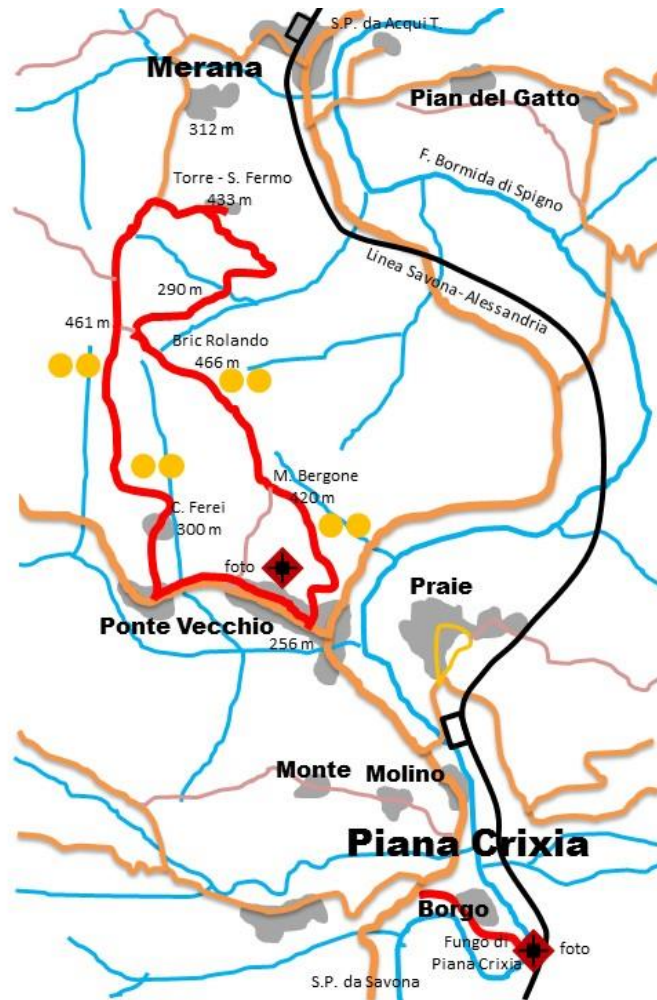 S.P. da Acqui T.
Merana
Pian del Gatto
312 m
F. Bormida di Spigno
Torre - S. Fermo
433 m
Linea Savona-Alessandria
290 m
461 m
Bric Rolando
466 m
M. Bergone
420 m
C. Ferei
300 m
foto
Praie
Ponte Vecchio
256 m
Monte
Molino
Piana Crixia
Borgo
Fungo di
Piana Crixia
foto
S.P. da Savona